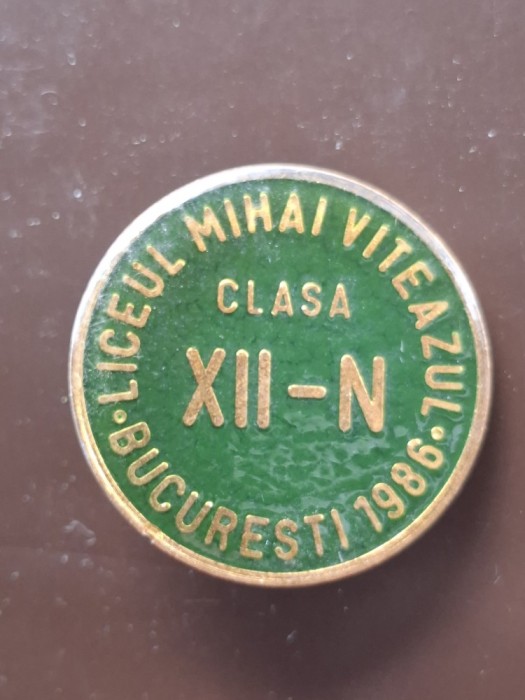 LICEUL MIHAI VITEAZUL
CLASA
XII-N
BUCURESTI 1986